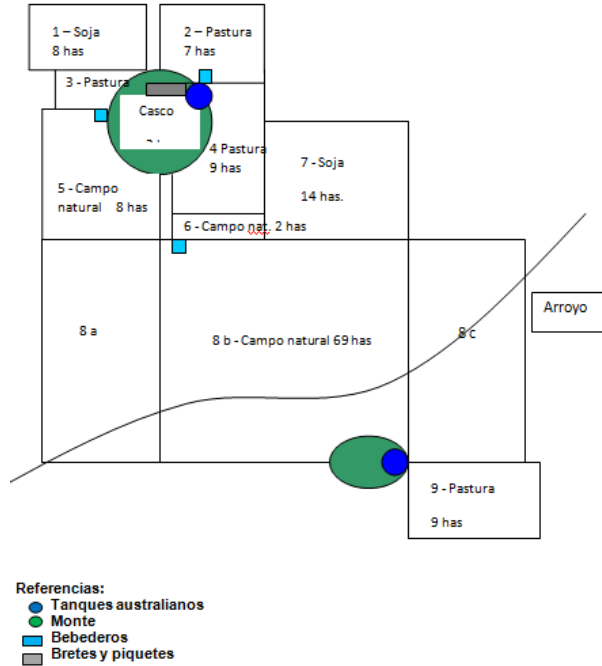 1 – Soja
8 has
2 - Pastura
7 has
3 - Pastura
Casco
4 Pastura
9 has
7 - Soja
14 has.
5 - Campo
natural 8 has
6 - Campo nat. 2 has
8 a
8 b - Campo natural 69 has
8 c
Arroyo
9 - Pastura
9 has
Referencias:
Tanques australianos
Monte
Bebederos
Bretes y piquetes